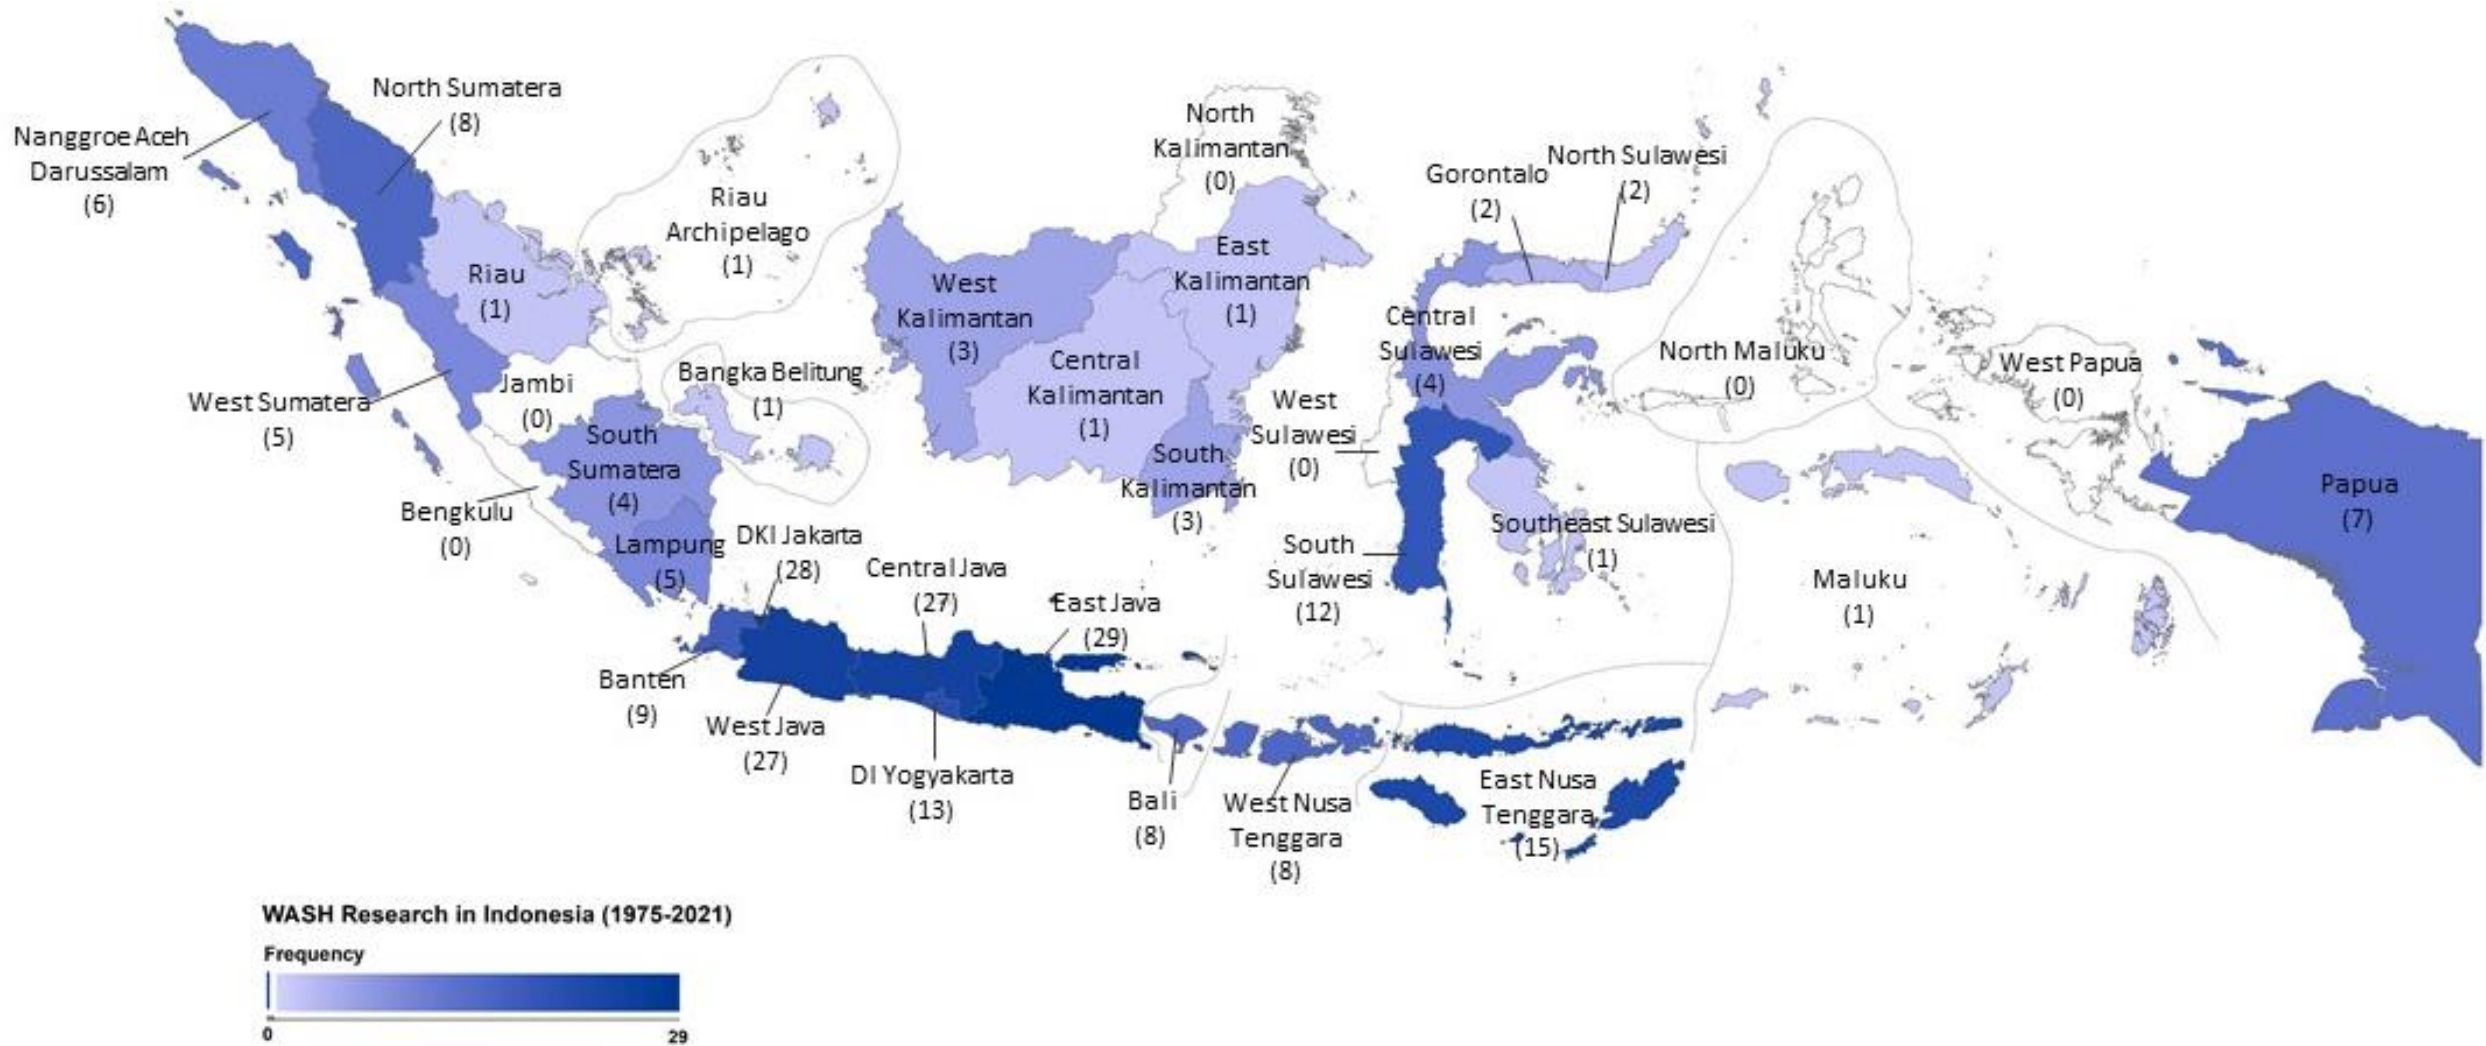 North Sumatera
(8)
Nanggroe Aceh
Darussalam
(6)
Riau
Archipelago
(1)
Riau
(1)
West Sumatera
(5)
Jambi
(0)
Bangka Belitung
(1)
South
Sumatera
(4)
Bengkulu
(0)
Lampung
(5)
DKI Jakarta
(28)
Central Java
(27)
East Java
(29)
Banten
(9)
West Java
(27)
DI Yogyakarta
(13)
Bali
(8)
West Nusa
Tenggara
(8)
East Nusa
Tenggara
(15)
North
Kalimantan
(0)
East
Kalimantan
(1)
West
Kalimantan
(3)
Central
Kalimantan
(1)
South
Kalimantan
(3)
Gorontalo
(2)
North Sulawesi
(2)
Central
Sulawesi
(4)
West
Sulawesi
(0)
South
Sulawesi
(12)
Southeast Sulawesi
(1)
North Maluku
(0)
Maluku
(1)
West Papua
(0)
Papua
(7)
WASH Research in Indonesia (1975-2021)
Frequency
0
29